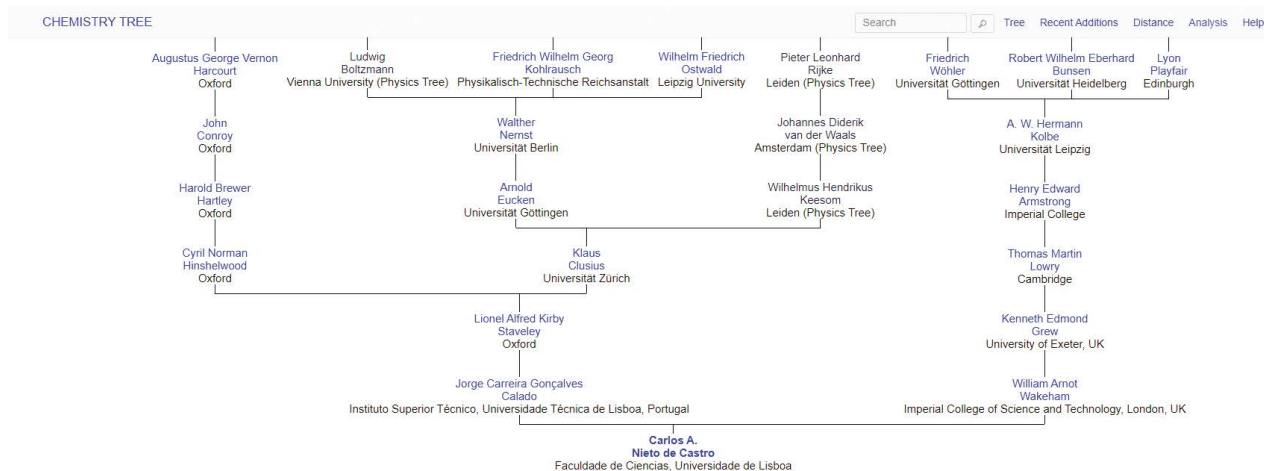 CHEMISTRY TREE
Search
Tree Recent Additions Distance Analysis Help
Augustus George Vernon
Harcourt
Oxford
Ludwig
Boltzmann
Vienna University (Physics Tree)
Friedrich Wilhelm Georg
Kohlrausch
Physikalisch-Technische Reichsanstalt
Wilhelm Friedrich
Ostwald
Leipzig University
Pieter Leonhard
Rijke
Leiden (Physics Tree)
Friedrich
Wöhler
Universität Göttingen
Robert Wilhelm Eberhard
Bunsen
Universität Heidelberg
Lyon
Playfair
Edinburgh
John
Conroy
Oxford
Walther
Nernst
Universität Berlin
Johannes Diderik
van der Waals
Amsterdam (Physics Tree)
A. W. Hermann
Kolbe
Universität Leipzig
Harold Brewer
Hartley
Oxford
Arnold
Eucken
Universität Göttingen
Wilhelmus Hendrikus
Keesom
Leiden (Physics Tree)
Henry Edward
Armstrong
Imperial College
Cyril Norman
Hinshelwood
Oxford
Klaus
Clusius
Universität Zürich
Thomas Martin
Lowry
Cambridge
Lionel Alfred Kirby
Staveley
Oxford
Kenneth Edmond
Grew
University of Exeter, UK
Jorge Carreira Gonçalves
Calado
Instituto Superior Técnico, Universidade Técnica de Lisboa, Portugal
William Arnot
Wakeham
Imperial College of Science and Technology, London, UK
Carlos A.
Nieto de Castro
Faculdade de Ciencias, Universidade de Lisboa